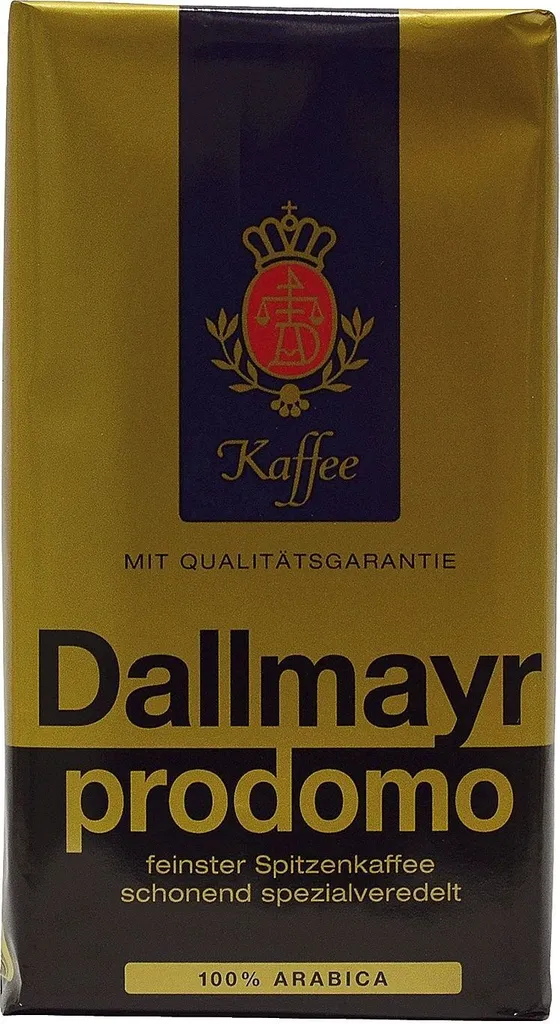 Kaffee
MIT QUALITÄTSGARANTIE
Dallmayr
prodomo
feinster Spitzenkaffee
schonend spezialveredelt
100% ARABICA